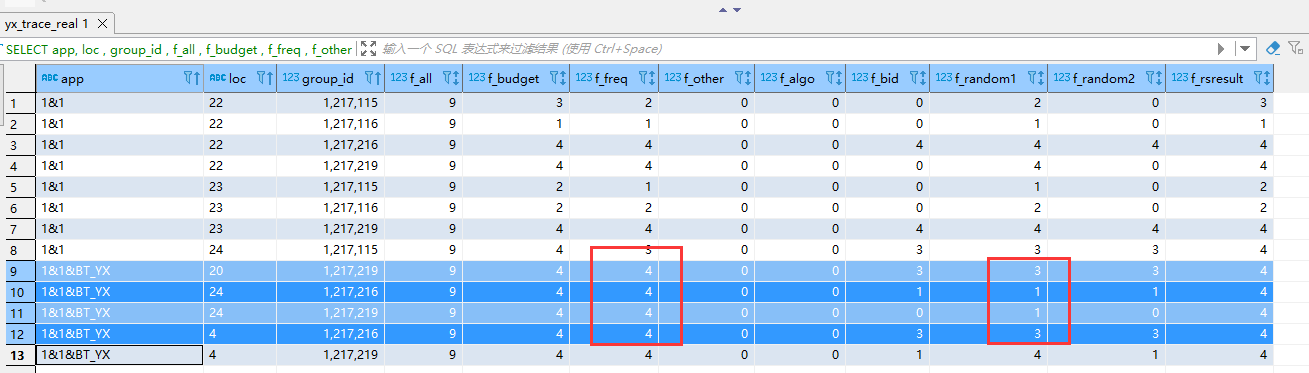 yx_trace_real 1
SELECT app, loc , group_id , f_all , f_budget , f_freq , f_other 输入一个 SQL 表达式来过滤结果 (使用 Ctrl+Space)
ABC app ABC loc 123 group_id 123 f_all 123 f_budget 123 f_freq 123 f_other 123 f_algo 123 f_bid 123 f_random1 123 f_random2 123 f_rsresult
1 1&1 22 1,217,115 9 3 2 0 0 0 2 0 3
2 1&1 22 1,217,116 9 1 1 0 0 0 1 0 1
3 1&1 22 1,217,216 9 4 4 0 0 4 4 4 4
4 1&1 22 1,217,219 9 4 4 0 0 0 4 0 4
5 1&1 23 1,217,115 9 2 1 0 0 0 1 0 2
6 1&1 23 1,217,116 9 2 2 0 0 0 2 0 2
7 1&1 23 1,217,219 9 4 4 0 0 4 4 4 4
8 1&1 24 1,217,115 9 4 3 0 0 3 3 3 4
9 1&1&BT_YX 20 1,217,219 9 4 4 0 0 3 3 3 4
10 1&1&BT_YX 24 1,217,216 9 4 4 0 0 1 1 1 4
11 1&1&BT_YX 24 1,217,219 9 4 4 0 0 0 1 0 4
12 1&1&BT_YX 4 1,217,216 9 4 4 0 0 3 3 3 4
13 1&1&BT_YX 4 1,217,219 9 4 4 0 0 1 4 1 4